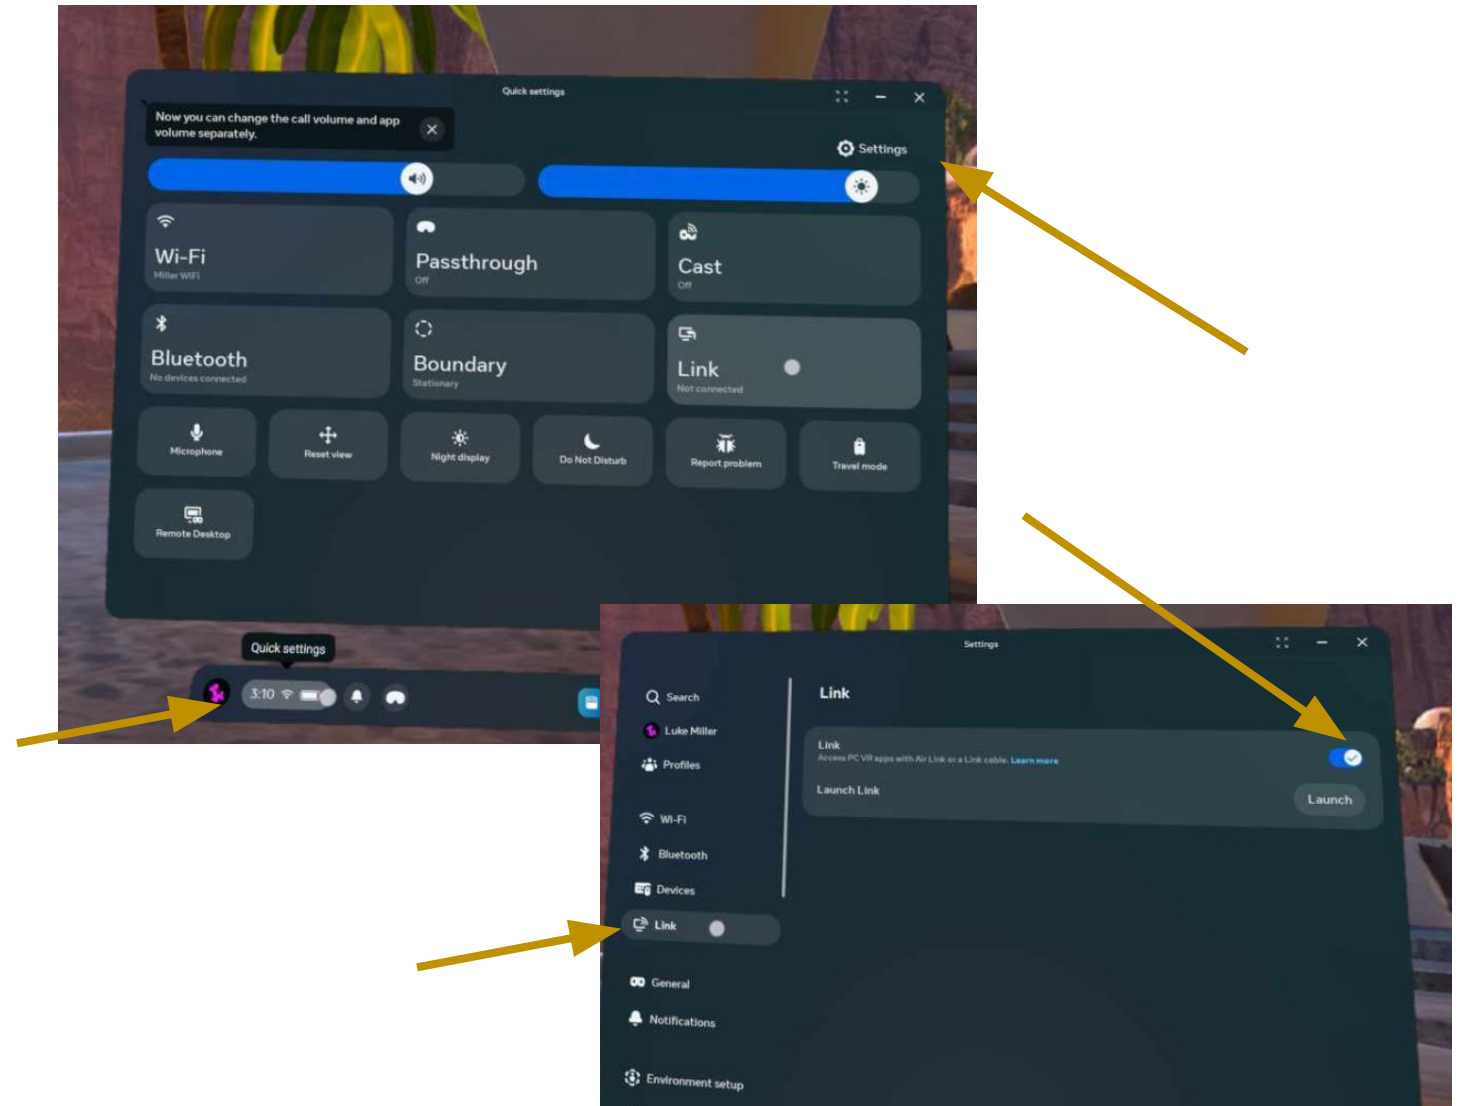 Quick settings
Now you can change the call volume and app
volume separately.
Settings
Wi-Fi
Miller WiFi
Passthrough
Off
Cast
Off
Bluetooth
No devices connected
Boundary
Stationary
Link
Not connected
Microphone
Reset view
Night display
Do Not Disturb
Report problem
Travel mode
Remote Desktop
Quick settings
3:10
Settings
Search
Luke Miller
Profiles
Wi-Fi
Bluetooth
Devices
Link
General
Notifications
Environment setup
Link
Link
Access PC VR apps with Air Link or a Link cable. Learn more
Launch Link
Launch